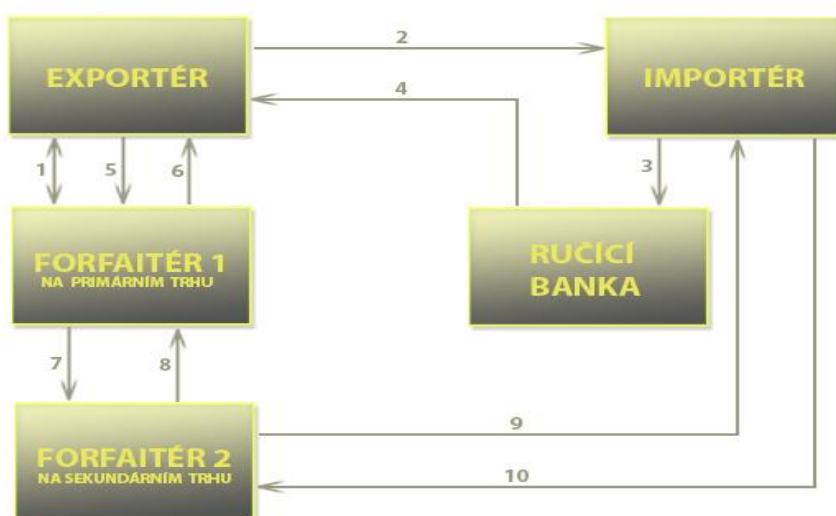 2
EXPORTÉR
IMPORTÉR
4
1
5
6
3
FORFAITÉR 1
NA PRIMÁRNÍM TRHU
RUČÍCÍ
BANKA
7
8
9
FORFAITÉR 2
NA SEKUNDÁRNÍM TRHU
10